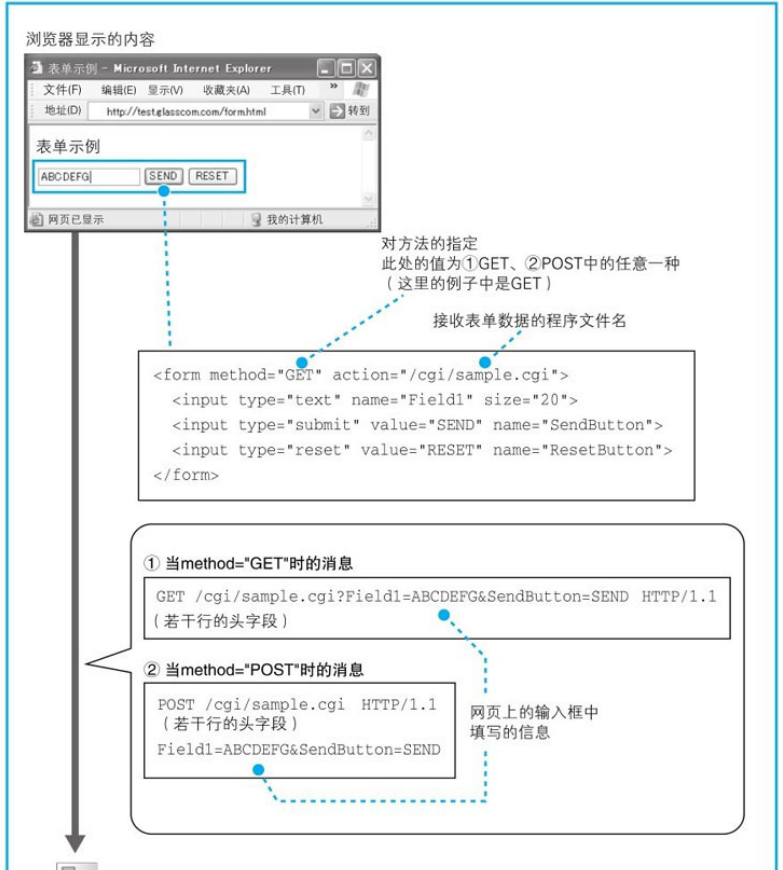 浏览器显示的内容
表单示例 - Microsoft Internet Explorer
文件(F) 编辑(E) 显示(V) 收藏夹(A) 工具(T) »
地址(D) http://test.glasscom.com/form.html 转到
表单示例
ABCDEFG SEND RESET
网页已显示 我的计算机
对方法的指定
此处的值为①GET、②POST中的任意一种
(这里的例子中是GET)
接收表单数据的程序文件名
<form method="GET" action="/cgi/sample.cgi">
<input type="text" name="Field1" size="20">
<input type="submit" value="SEND" name="SendButton">
<input type="reset" value="RESET" name="ResetButton">
</form>
① 当method="GET"时的消息
GET /cgi/sample.cgi?Field1=ABCDEFG&SendButton=SEND HTTP/1.1
(若干行的头字段)
② 当method="POST"时的消息
POST /cgi/sample.cgi HTTP/1.1
(若干行的头字段)
Field1=ABCDEFG&SendButton=SEND
网页上的输入框中
填写的信息